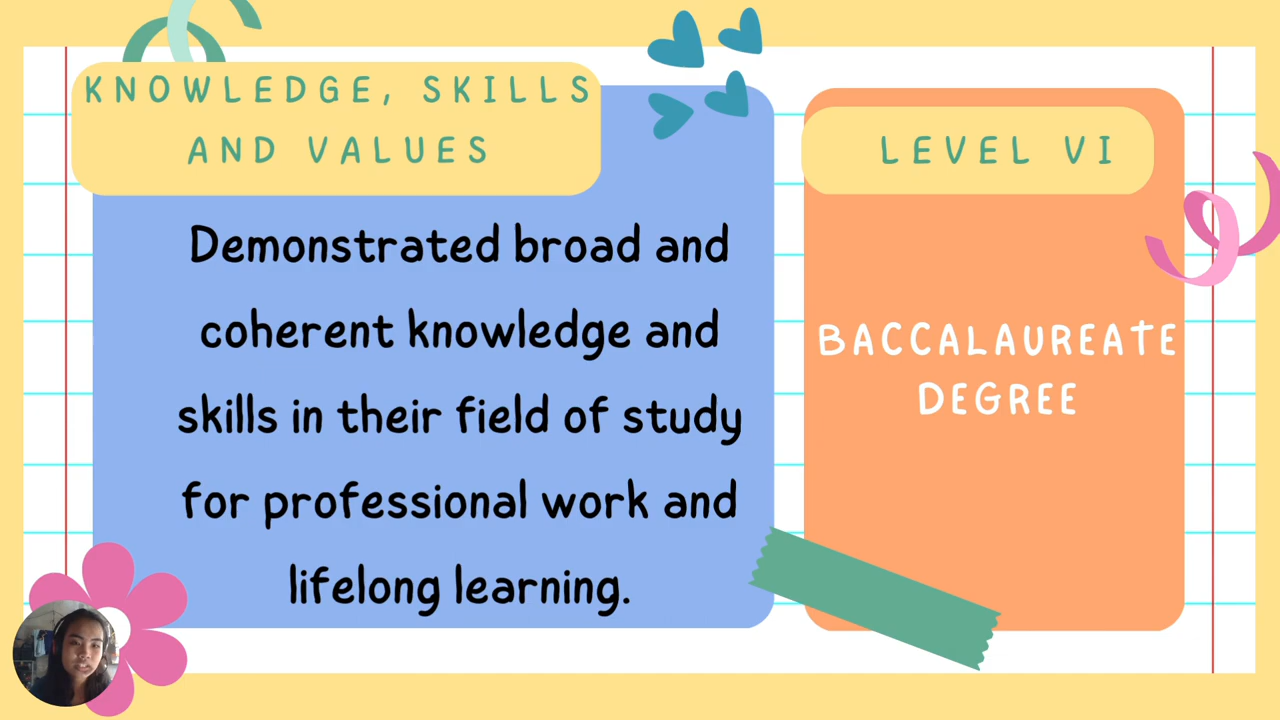 KNOWLEDGE, SKILLS
AND VALUES
Demonstrated broad and
coherent knowledge and
skills in their field of study
for professional work and
lifelong learning.
LEVEL VI
BACCALAUREATE
DEGREE